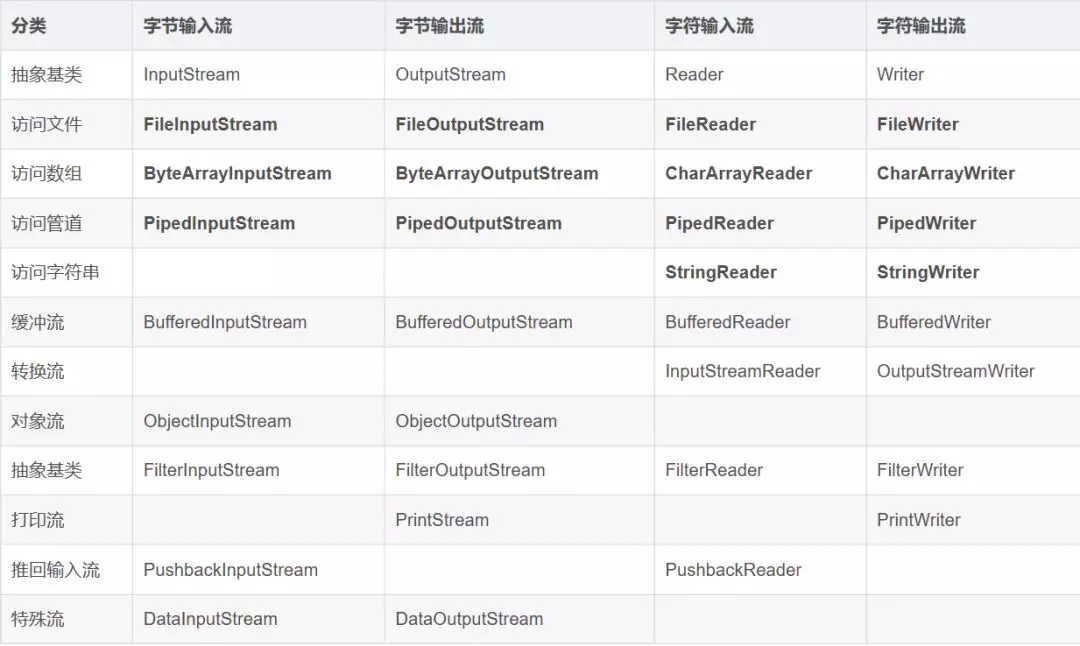 分类 字节输入流 字节输出流 字符输入流 字符输出流
抽象基类 InputStream OutputStream Reader Writer
访问文件 FileInputStream FileOutputStream FileReader FileWriter
访问数组 ByteArrayInputStream ByteArrayOutputStream CharArrayReader CharArrayWriter
访问管道 PipedInputStream PipedOutputStream PipedReader PipedWriter
访问字符串 StringReader StringWriter
缓冲流 BufferedInputStream BufferedOutputStream BufferedReader BufferedWriter
转换流 InputStreamReader OutputStreamWriter
对象流 ObjectInputStream ObjectOutputStream
抽象基类 FilterInputStream FilterOutputStream FilterReader FilterWriter
打印流 PrintStream PrintWriter
推回输入流 PushbackInputStream PushbackReader
特殊流 DataInputStream DataOutputStream